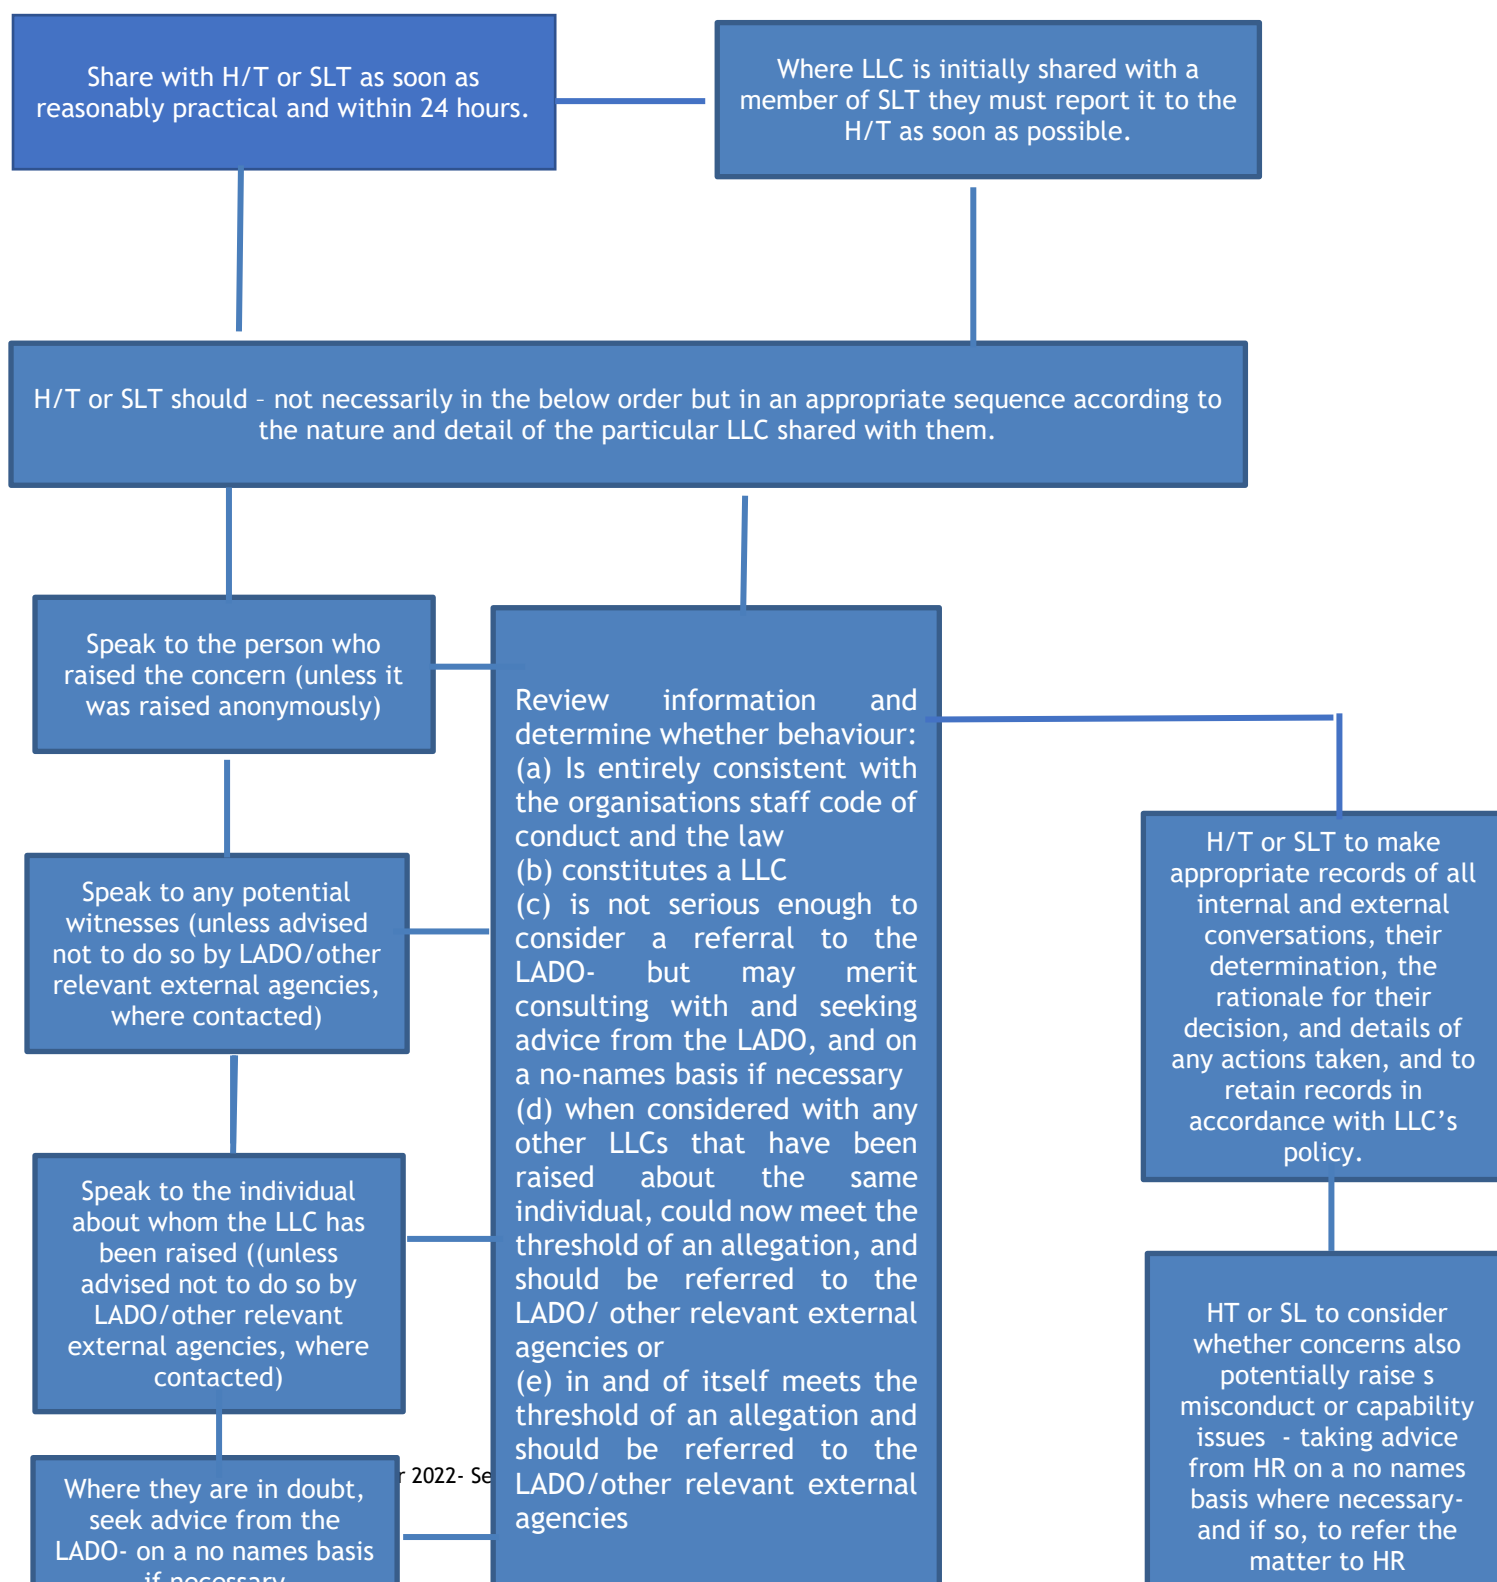 Share with H/T or SLT as soon as
reasonably practical and within 24 hours.
Where LLC is initially shared with a
member of SLT they must report it to the
H/T as soon as possible.
H/T or SLT should – not necessarily in the below order but in an appropriate sequence according to
the nature and detail of the particular LLC shared with them.
Speak to the person who
raised the concern (unless it
was raised anonymously)
Speak to any potential
witnesses (unless advised
not to do so by LADO/other
relevant external agencies,
where contacted)
Speak to the individual
about whom the LLC has
been raised ((unless
advised not to do so by
LADO/other relevant
external agencies, where
contacted)
Where they are in doubt,
seek advice from the
LADO- on a no names basis
if necessary
r 2022- Se
Review information and
determine whether behaviour:
(a) Is entirely consistent with
the organisations staff code of
conduct and the law
(b) constitutes a LLC
(c) is not serious enough to
consider a referral to the
LADO- but may merit
consulting with and seeking
advice from the LADO, and on
a no-names basis if necessary
(d) when considered with any
other LLCs that have been
raised about the same
individual, could now meet the
threshold of an allegation, and
should be referred to the
LADO/ other relevant external
agencies or
(e) in and of itself meets the
threshold of an allegation and
should be referred to the
LADO/other relevant external
agencies
H/T or SLT to make
appropriate records of all
internal and external
conversations, their
determination, the
rationale for their
decision, and details of
any actions taken, and to
retain records in
accordance with LLC’s
policy.
HT or SL to consider
whether concerns also
potentially raise s
misconduct or capability
issues - taking advice
from HR on a no names
basis where necessary-
and if so, to refer the
matter to HR